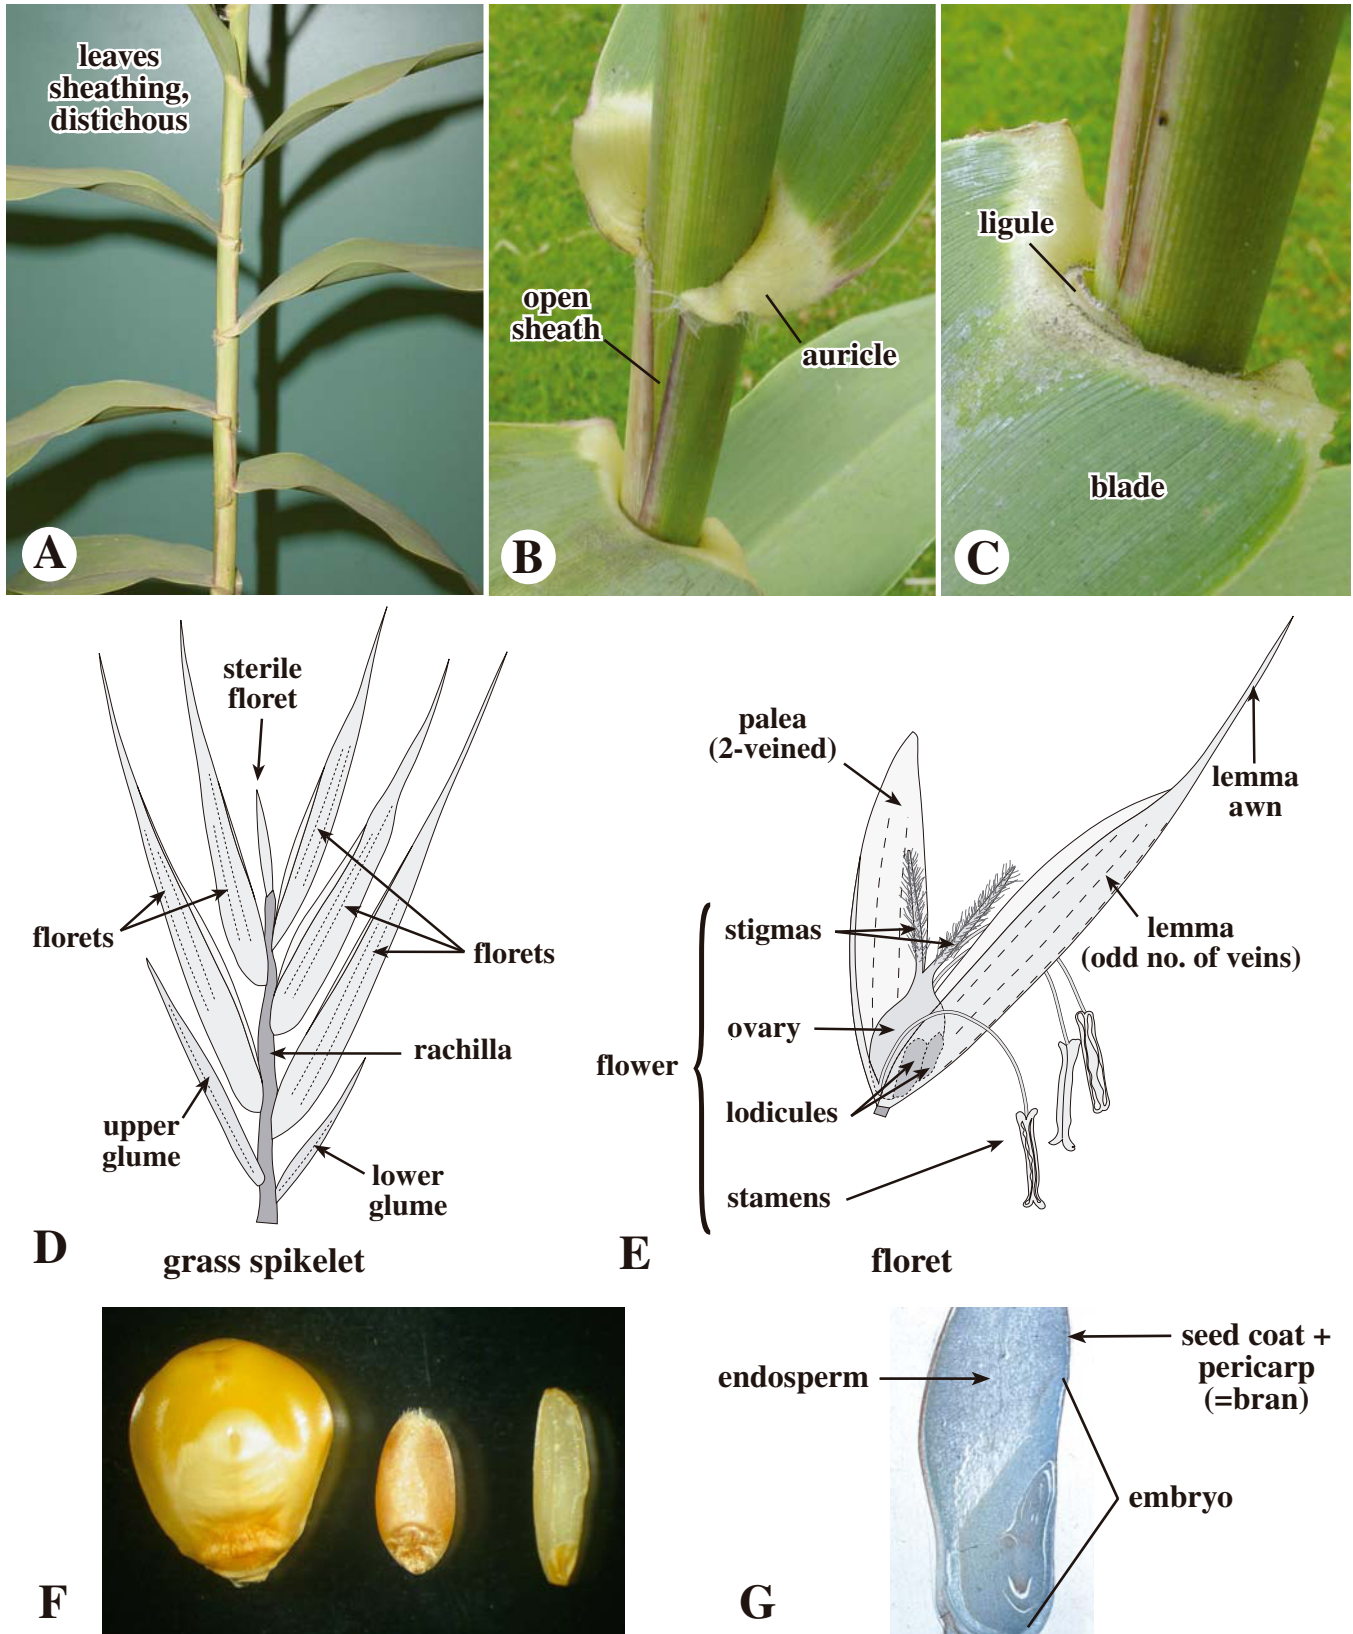 leaves
sheathing,
distichous
A
open
sheath
auricle
B
ligule
blade
C
sterile
floret
florets
florets
rachilla
upper
glume
lower
glume
D
grass spikelet
palea
(2-veined)
lemma
awn
stigmas
lemma
(odd no. of veins)
ovary
flower
lodicules
stamens
E
floret
F
endosperm
seed coat +
pericarp
(=bran)
embryo
G